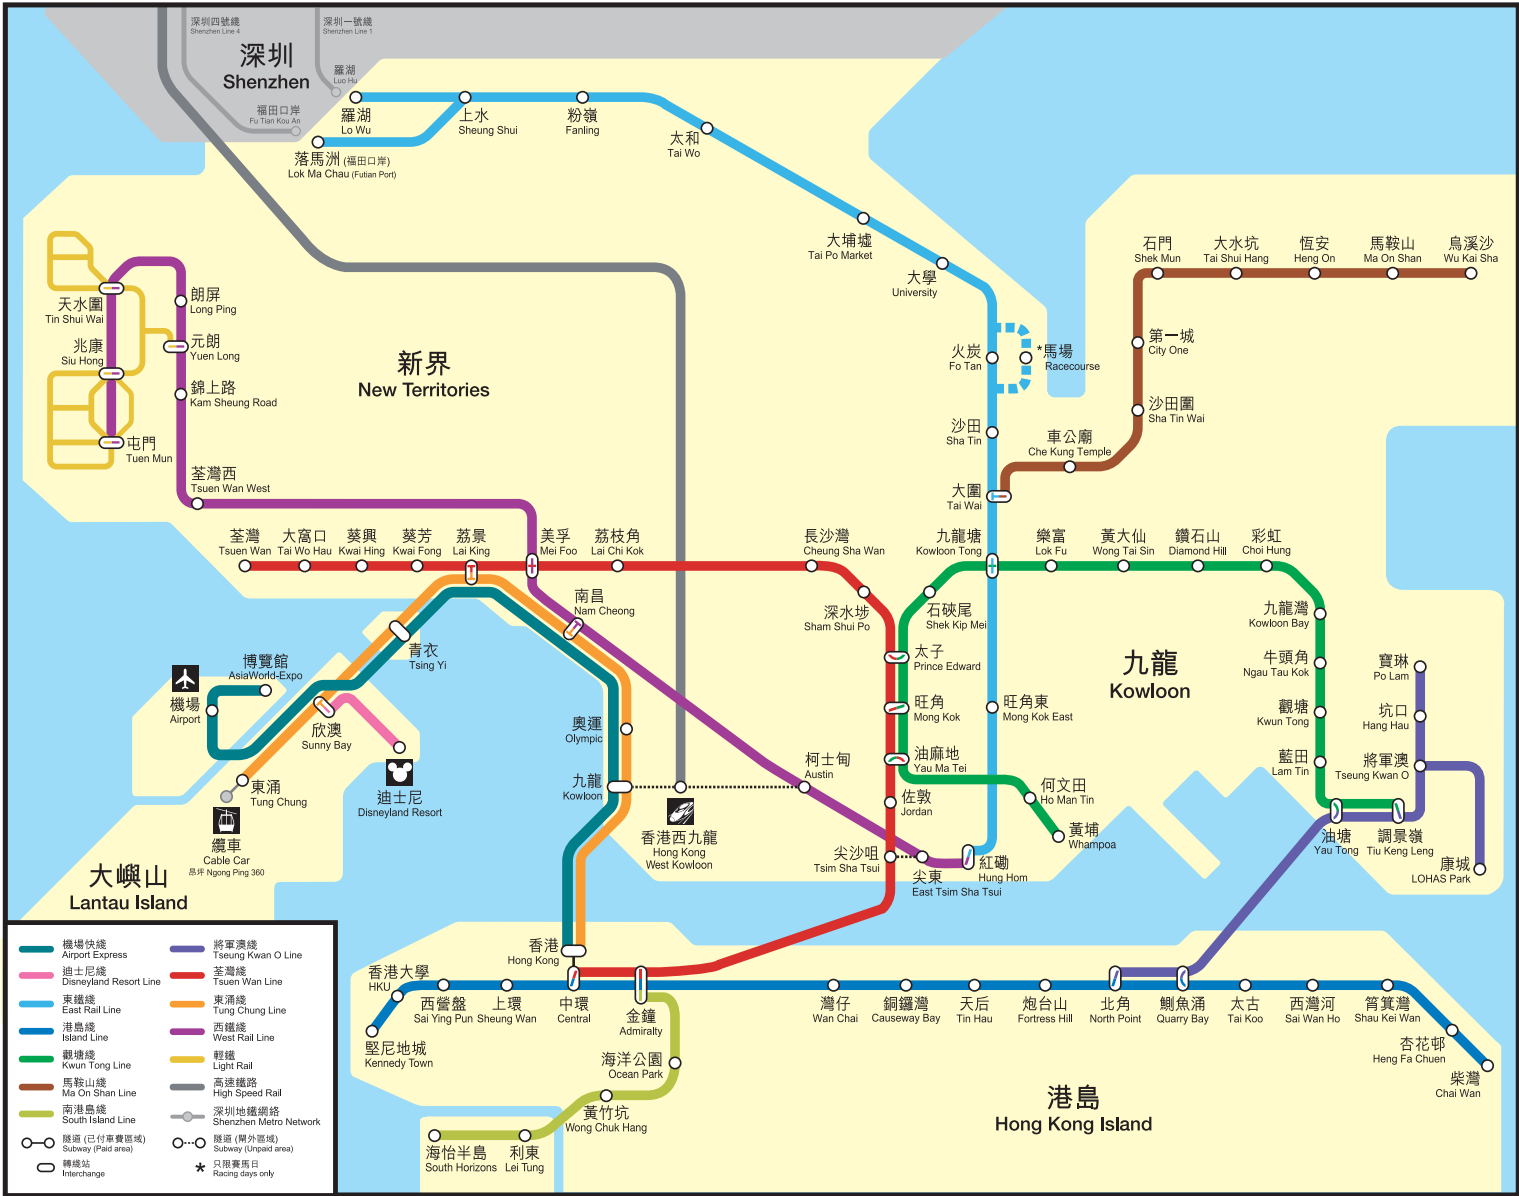 深圳四號綫
Shenzhen Line 4
深圳一號綫
Shenzhen Line 1
深圳
Shenzhen
羅湖
Luo Hu
福田口岸
Fu Tian Kou An
羅湖
Lo Wu
上水
Sheung Shui
粉嶺
Fanling
落馬洲 (福田口岸)
Lok Ma Chau (Futian Port)
太和
Tai Wo
大埔墟
Tai Po Market
大學
University
石門
Shek Mun
大水坑
Tai Shui Hang
恆安
Heng On
馬鞍山
Ma On Shan
烏溪沙
Wu Kai Sha
天水圍
Tin Shui Wai
朗屏
Long Ping
兆康
Siu Hong
元朗
Yuen Long
錦上路
Kam Sheung Road
屯門
Tuen Mun
新界
New Territories
火炭
Fo Tan
*馬場
Racecourse
第一城
City One
沙田
Sha Tin
沙田圍
Sha Tin Wai
車公廟
Che Kung Temple
大圍
Tai Wai
荃灣西
Tsuen Wan West
荃灣
Tsuen Wan
大窩口
Tai Wo Hau
葵興
Kwai Hing
葵芳
Kwai Fong
荔景
Lai King
美孚
Mei Foo
荔枝角
Lai Chi Kok
長沙灣
Cheung Sha Wan
九龍塘
Kowloon Tong
樂富
Lok Fu
黃大仙
Wong Tai Sin
鑽石山
Diamond Hill
彩虹
Choi Hung
南昌
Nam Cheong
深水埗
Sham Shui Po
石硤尾
Shek Kip Mei
九龍灣
Kowloon Bay
青衣
Tsing Yi
太子
Prince Edward
九龍
Kowloon
牛頭角
Ngau Tau Kok
寶琳
Po Lam
博覽館
AsiaWorld-Expo
機場
Airport
欣澳
Sunny Bay
旺角
Mong Kok
旺角東
Mong Kok East
觀塘
Kwun Tong
坑口
Hang Hau
奧運
Olympic
柯士甸
Austin
油麻地
Yau Ma Tei
藍田
Lam Tin
將軍澳
Tseung Kwan O
東涌
Tung Chung
迪士尼
Disneyland Resort
九龍
Kowloon
佐敦
Jordan
何文田
Ho Man Tin
纜車
Cable Car
昂坪 Ngong Ping 360
香港西九龍
Hong Kong
West Kowloon
黃埔
Whampoa
油塘
Yau Tong
調景嶺
Tiu Keng Leng
尖沙咀
Tsim Sha Tsui
尖東
East Tsim Sha Tsui
紅磡
Hung Hom
康城
LOHAS Park
大嶼山
Lantau Island
香港
Hong Kong
香港大學
HKU
西營盤
Sai Ying Pun
上環
Sheung Wan
中環
Central
金鐘
Admiralty
灣仔
Wan Chai
銅鑼灣
Causeway Bay
天后
Tin Hau
炮台山
Fortress Hill
北角
North Point
鰂魚涌
Quarry Bay
太古
Tai Koo
西灣河
Sai Wan Ho
筲箕灣
Shau Kei Wan
堅尼地城
Kennedy Town
杏花邨
Heng Fa Chuen
柴灣
Chai Wan
海洋公園
Ocean Park
黃竹坑
Wong Chuk Hang
海怡半島
South Horizons
利東
Lei Tung
港島
Hong Kong Island
機場快綫
Airport Express
迪士尼綫
Disneyland Resort Line
東鐵綫
East Rail Line
港島綫
Island Line
觀塘綫
Kwun Tong Line
馬鞍山綫
Ma On Shan Line
南港島綫
South Island Line
隧道 (已付車費區域)
Subway (Paid area)
轉綫站
Interchange
將軍澳綫
Tseung Kwan O Line
荃灣綫
Tsuen Wan Line
東涌綫
Tung Chung Line
西鐵綫
West Rail Line
輕鐵
Light Rail
高速鐵路
High Speed Rail
深圳地鐵網絡
Shenzhen Metro Network
隧道 (閘外區域)
Subway (Unpaid area)
* 只限賽馬日
Racing days only